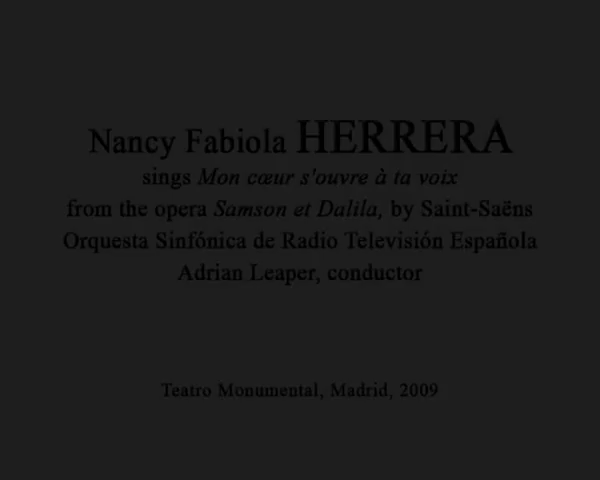 Nancy Fabiola HERRERA
sings Mon cœur s'ouvre à ta voix
from the opera Samson et Dalila, by Saint-Saëns
Orquesta Sinfónica de Radio Televisión Española
Adrian Leaper, conductor
Teatro Monumental, Madrid, 2009